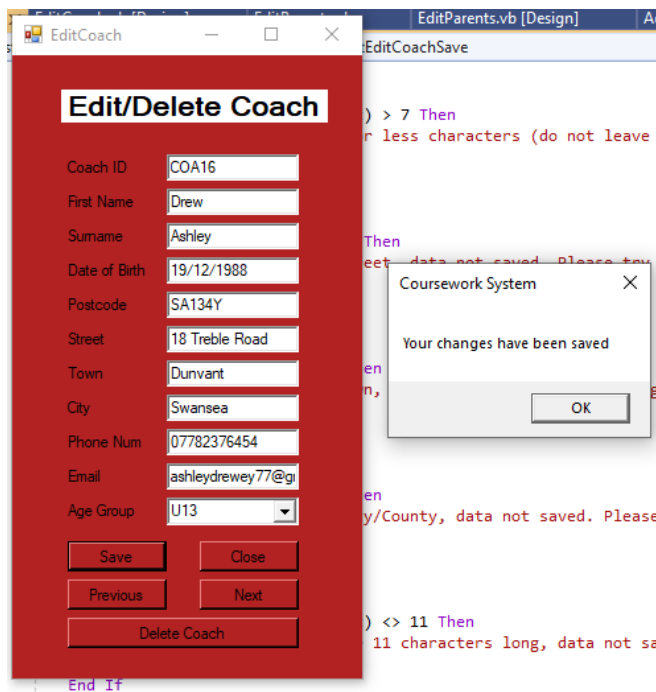 EditParents.vb [Design]
EditCoach
EditCoachSave
Edit/Delete Coach
) > 7 Then
r less characters (do not leave
Coach ID COA16
First Name Drew
Surname Ashley
Then
Date of Birth 19/12/1988
eet, data not saved. Please try
Coursework System
Postcode SA134Y
Street 18 Treble Road
Your changes have been saved
Town Dunvant
en
n,
City Swansea
OK
Phone Num 07782376454
Email ashleydrewey77@g
en
Age Group U13
y/County, data not saved. Please
Save Close
Previous Next
) <> 11 Then
Delete Coach
11 characters long, data not sa
End If